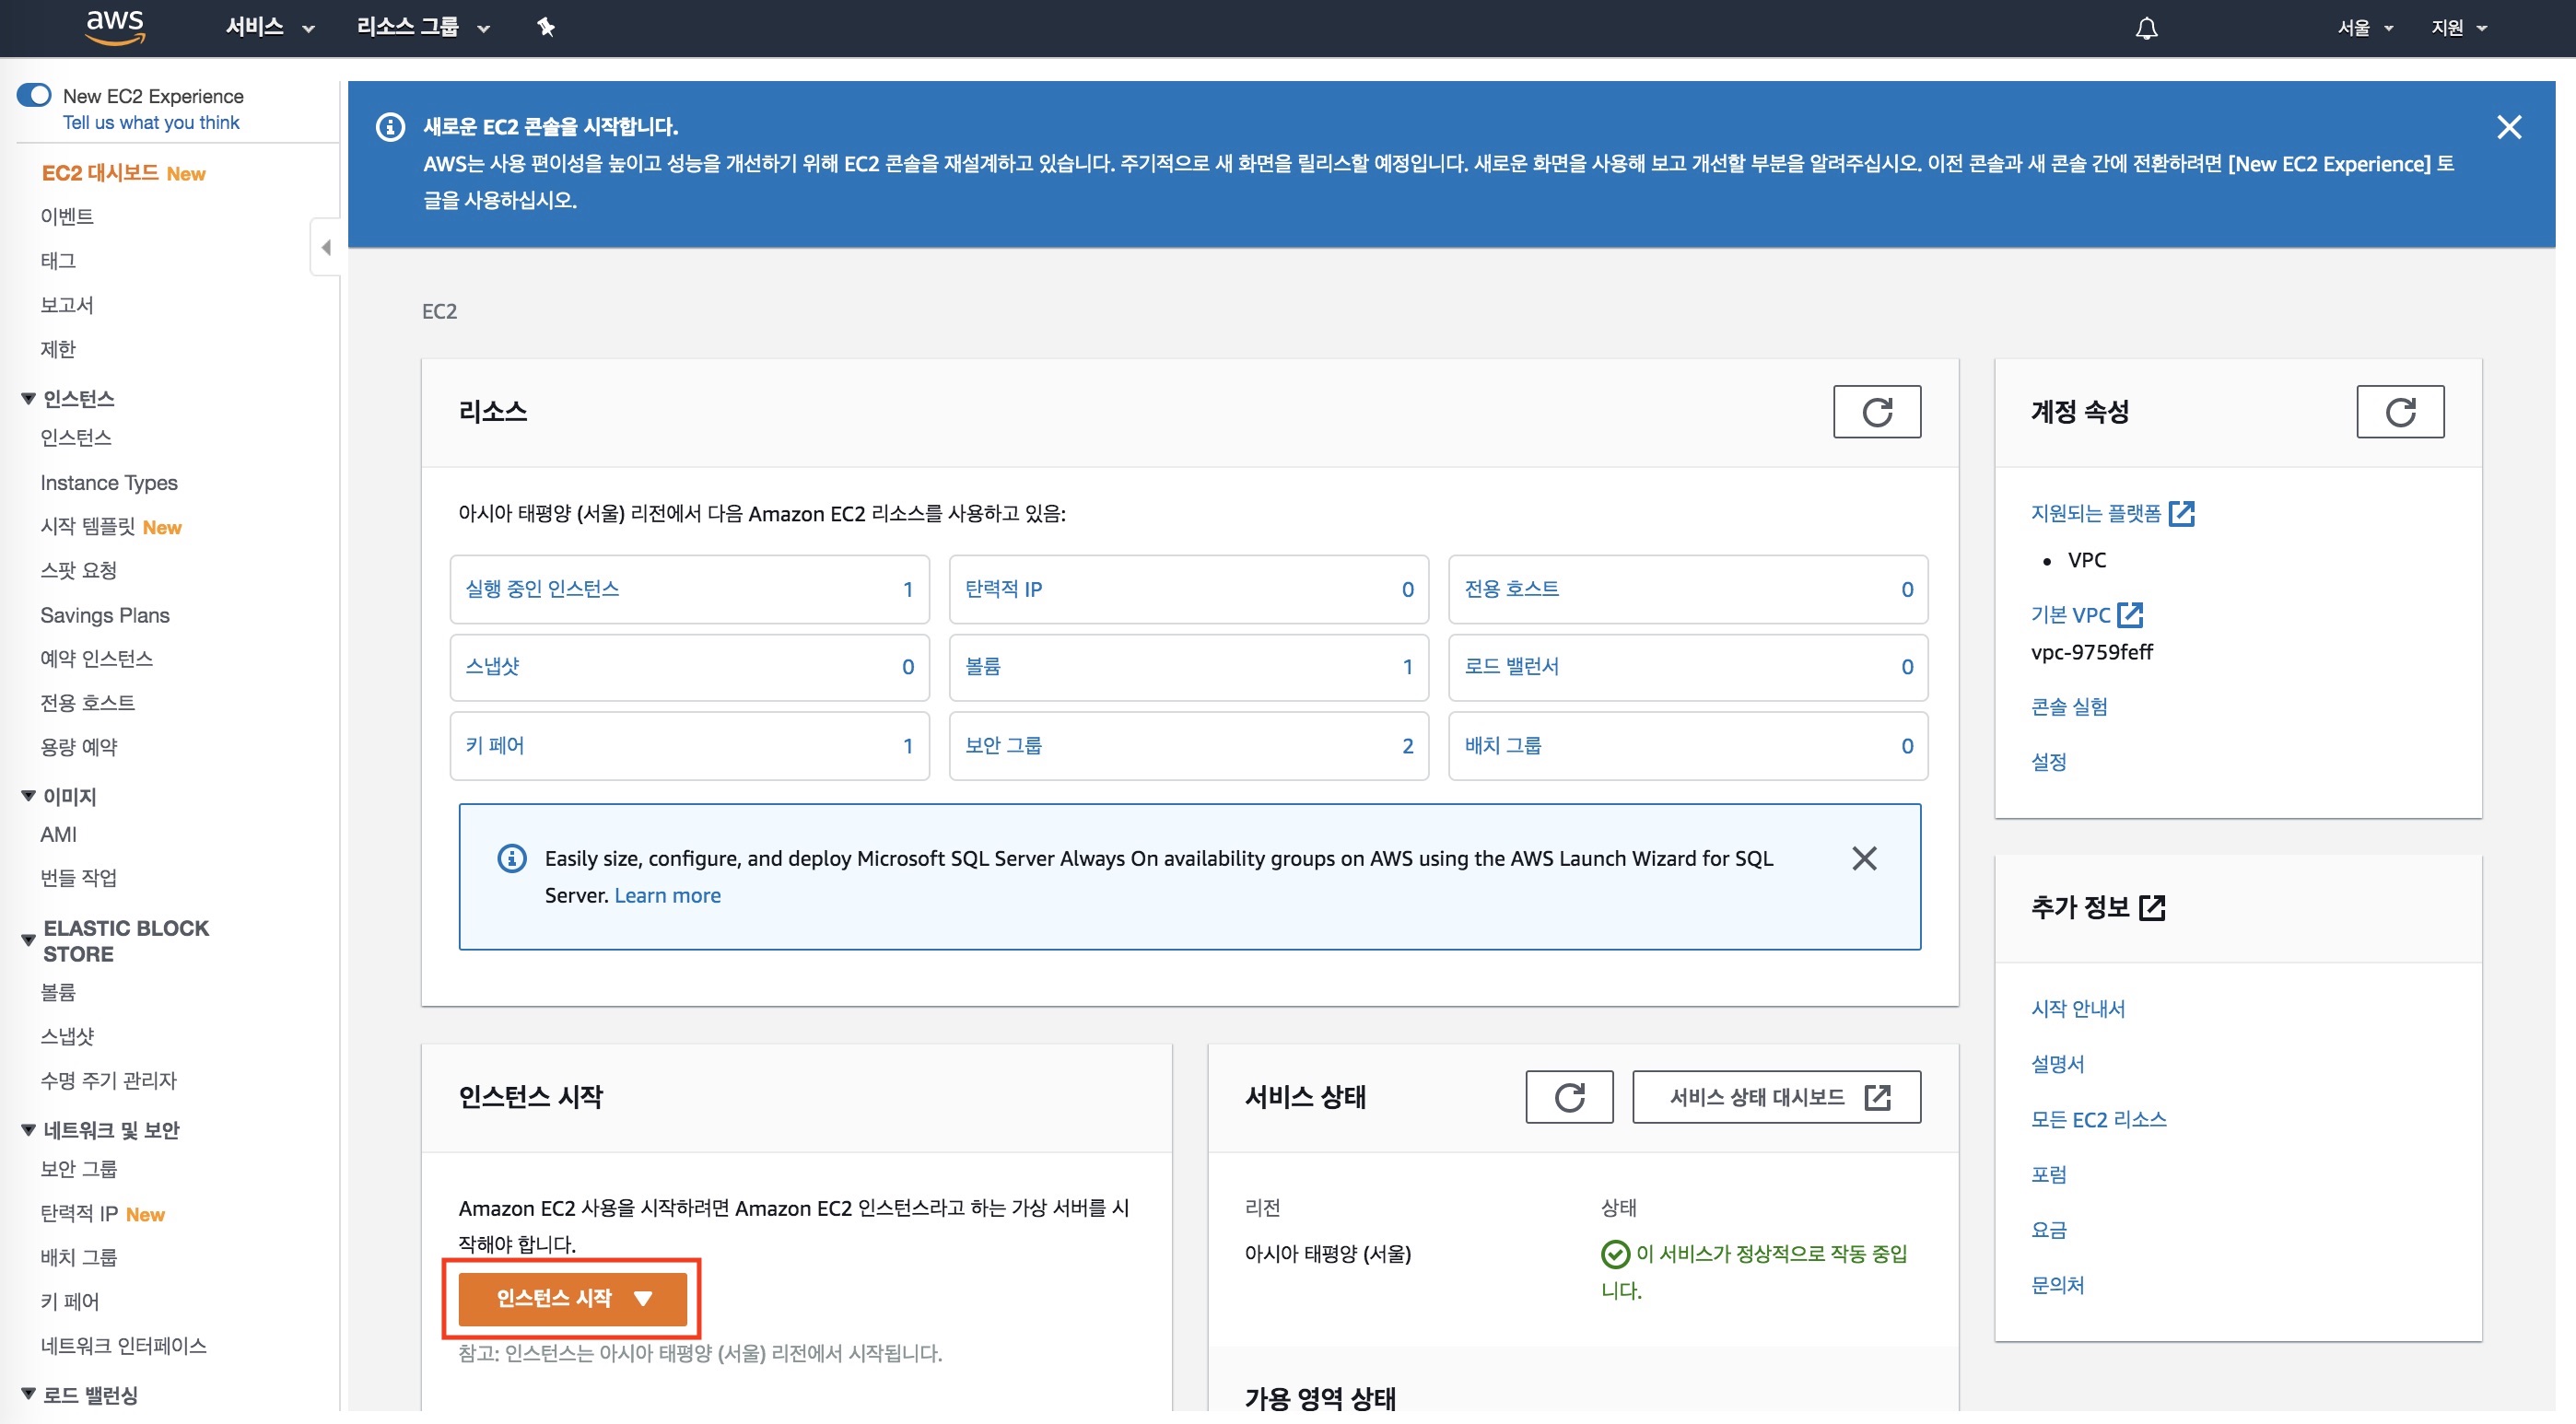 aws
서비스
리소스 그룹
서울
지원
New EC2 Experience
Tell us what you think
EC2 대시보드 New
이벤트
태그
보고서
제한
인스턴스
인스턴스
Instance Types
시작 템플릿 New
스팟 요청
Savings Plans
예약 인스턴스
전용 호스트
용량 예약
이미지
AMI
번들 작업
ELASTIC BLOCK
STORE
볼륨
스냅샷
수명 주기 관리자
네트워크 및 보안
보안 그룹
탄력적 IP New
배치 그룹
키 페어
네트워크 인터페이스
로드 밸런싱
새로운 EC2 콘솔을 시작합니다.
AWS는 사용 편이성을 높이고 성능을 개선하기 위해 EC2 콘솔을 재설계하고 있습니다. 주기적으로 새 화면을 릴리스할 예정입니다. 새로운 화면을 사용해 보고 개선할 부분을 알려주십시오. 이전 콘솔과 새 콘솔 간에 전환하려면 [New EC2 Experience] 토
글을 사용하십시오.
EC2
리소스
아시아 태평양 (서울) 리전에서 다음 Amazon EC2 리소스를 사용하고 있음:
실행 중인 인스턴스 1
탄력적 IP 0
전용 호스트 0
스냅샷 0
볼륨 1
로드 밸런서 0
키 페어 1
보안 그룹 2
배치 그룹 0
Easily size, configure, and deploy Microsoft SQL Server Always On availability groups on AWS using the AWS Launch Wizard for SQL
Server. Learn more
인스턴스 시작
Amazon EC2 사용을 시작하려면 Amazon EC2 인스턴스라고 하는 가상 서버를 시
작해야 합니다.
인스턴스 시작
참고: 인스턴스는 아시아 태평양 (서울) 리전에서 시작됩니다.
서비스 상태
서비스 상태 대시보드
리전
상태
아시아 태평양 (서울)
이 서비스가 정상적으로 작동 중입
니다.
가용 영역 상태
계정 속성
지원되는 플랫폼
• VPC
기본 VPC
vpc-9759feff
콘솔 실험
설정
추가 정보
시작 안내서
설명서
모든 EC2 리소스
포럼
요금
문의처